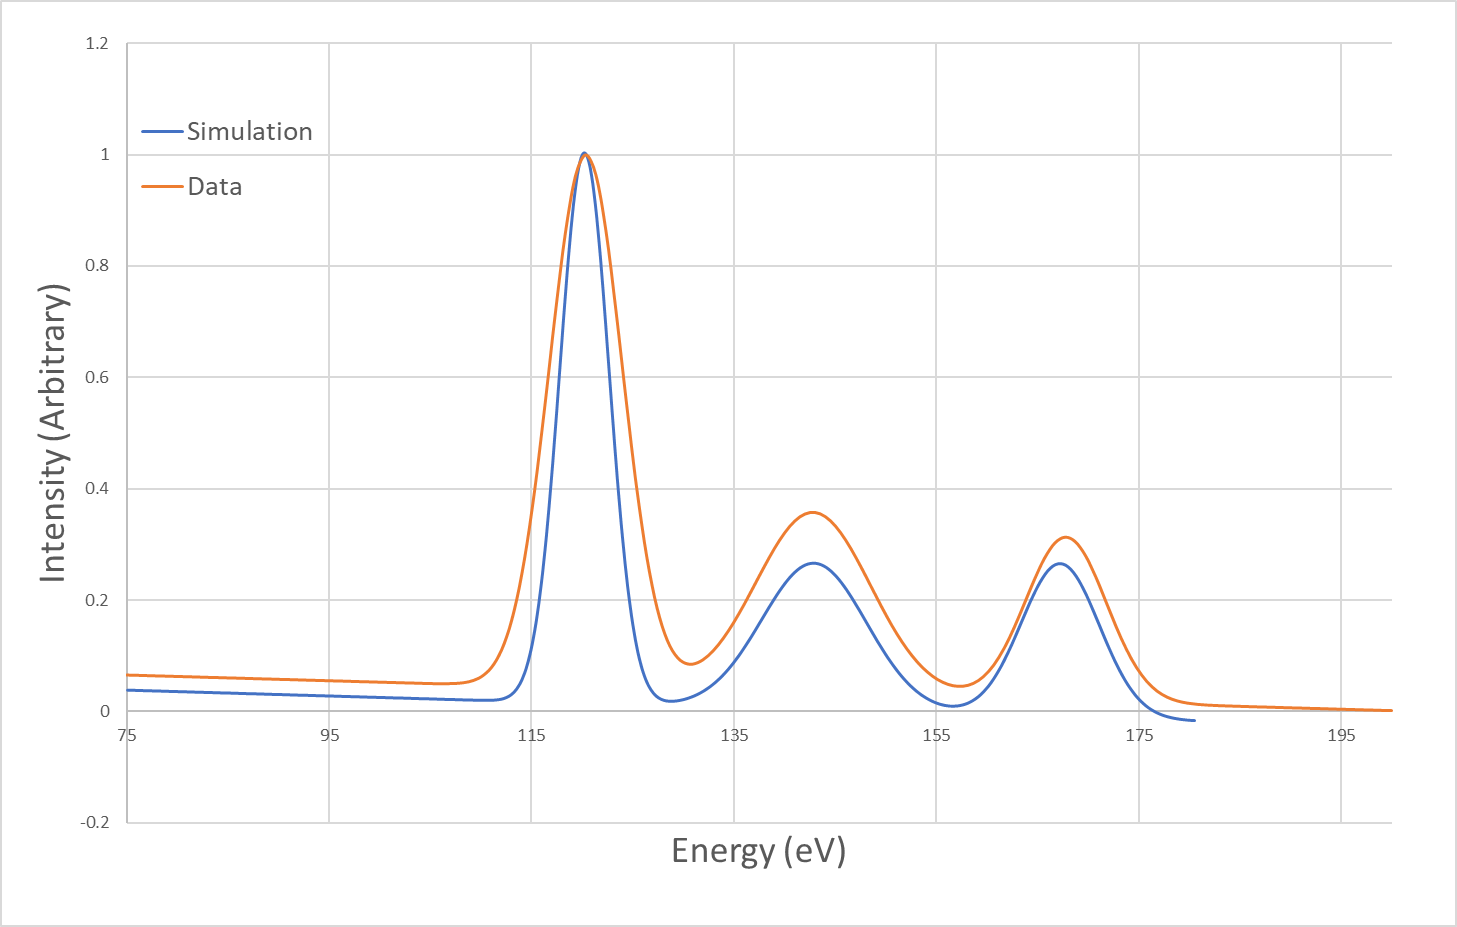 1.2
1
0.8
0.6
0.4
0.2
0
-0.2
Intensity (Arbitrary)
Simulation
Data
75 95 115 135 155 175 195
Energy (eV)